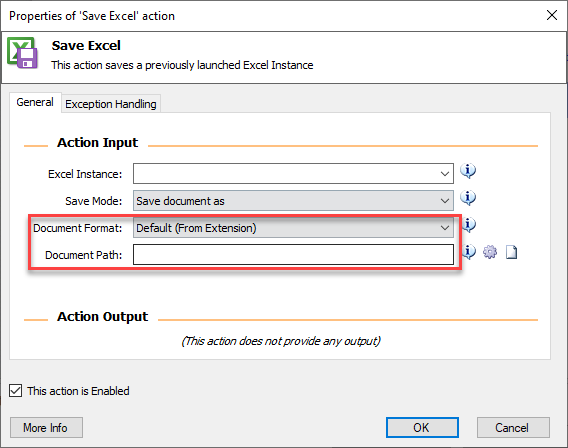 Properties of 'Save Excel' action
Save Excel
This action saves a previously launched Excel Instance
General
Exception Handling
Action Input
Excel Instance:
Save Mode: Save document as
Document Format: Default (From Extension)
Document Path:
Action Output
(This action does not provide any output)
This action is Enabled
More Info
OK
Cancel